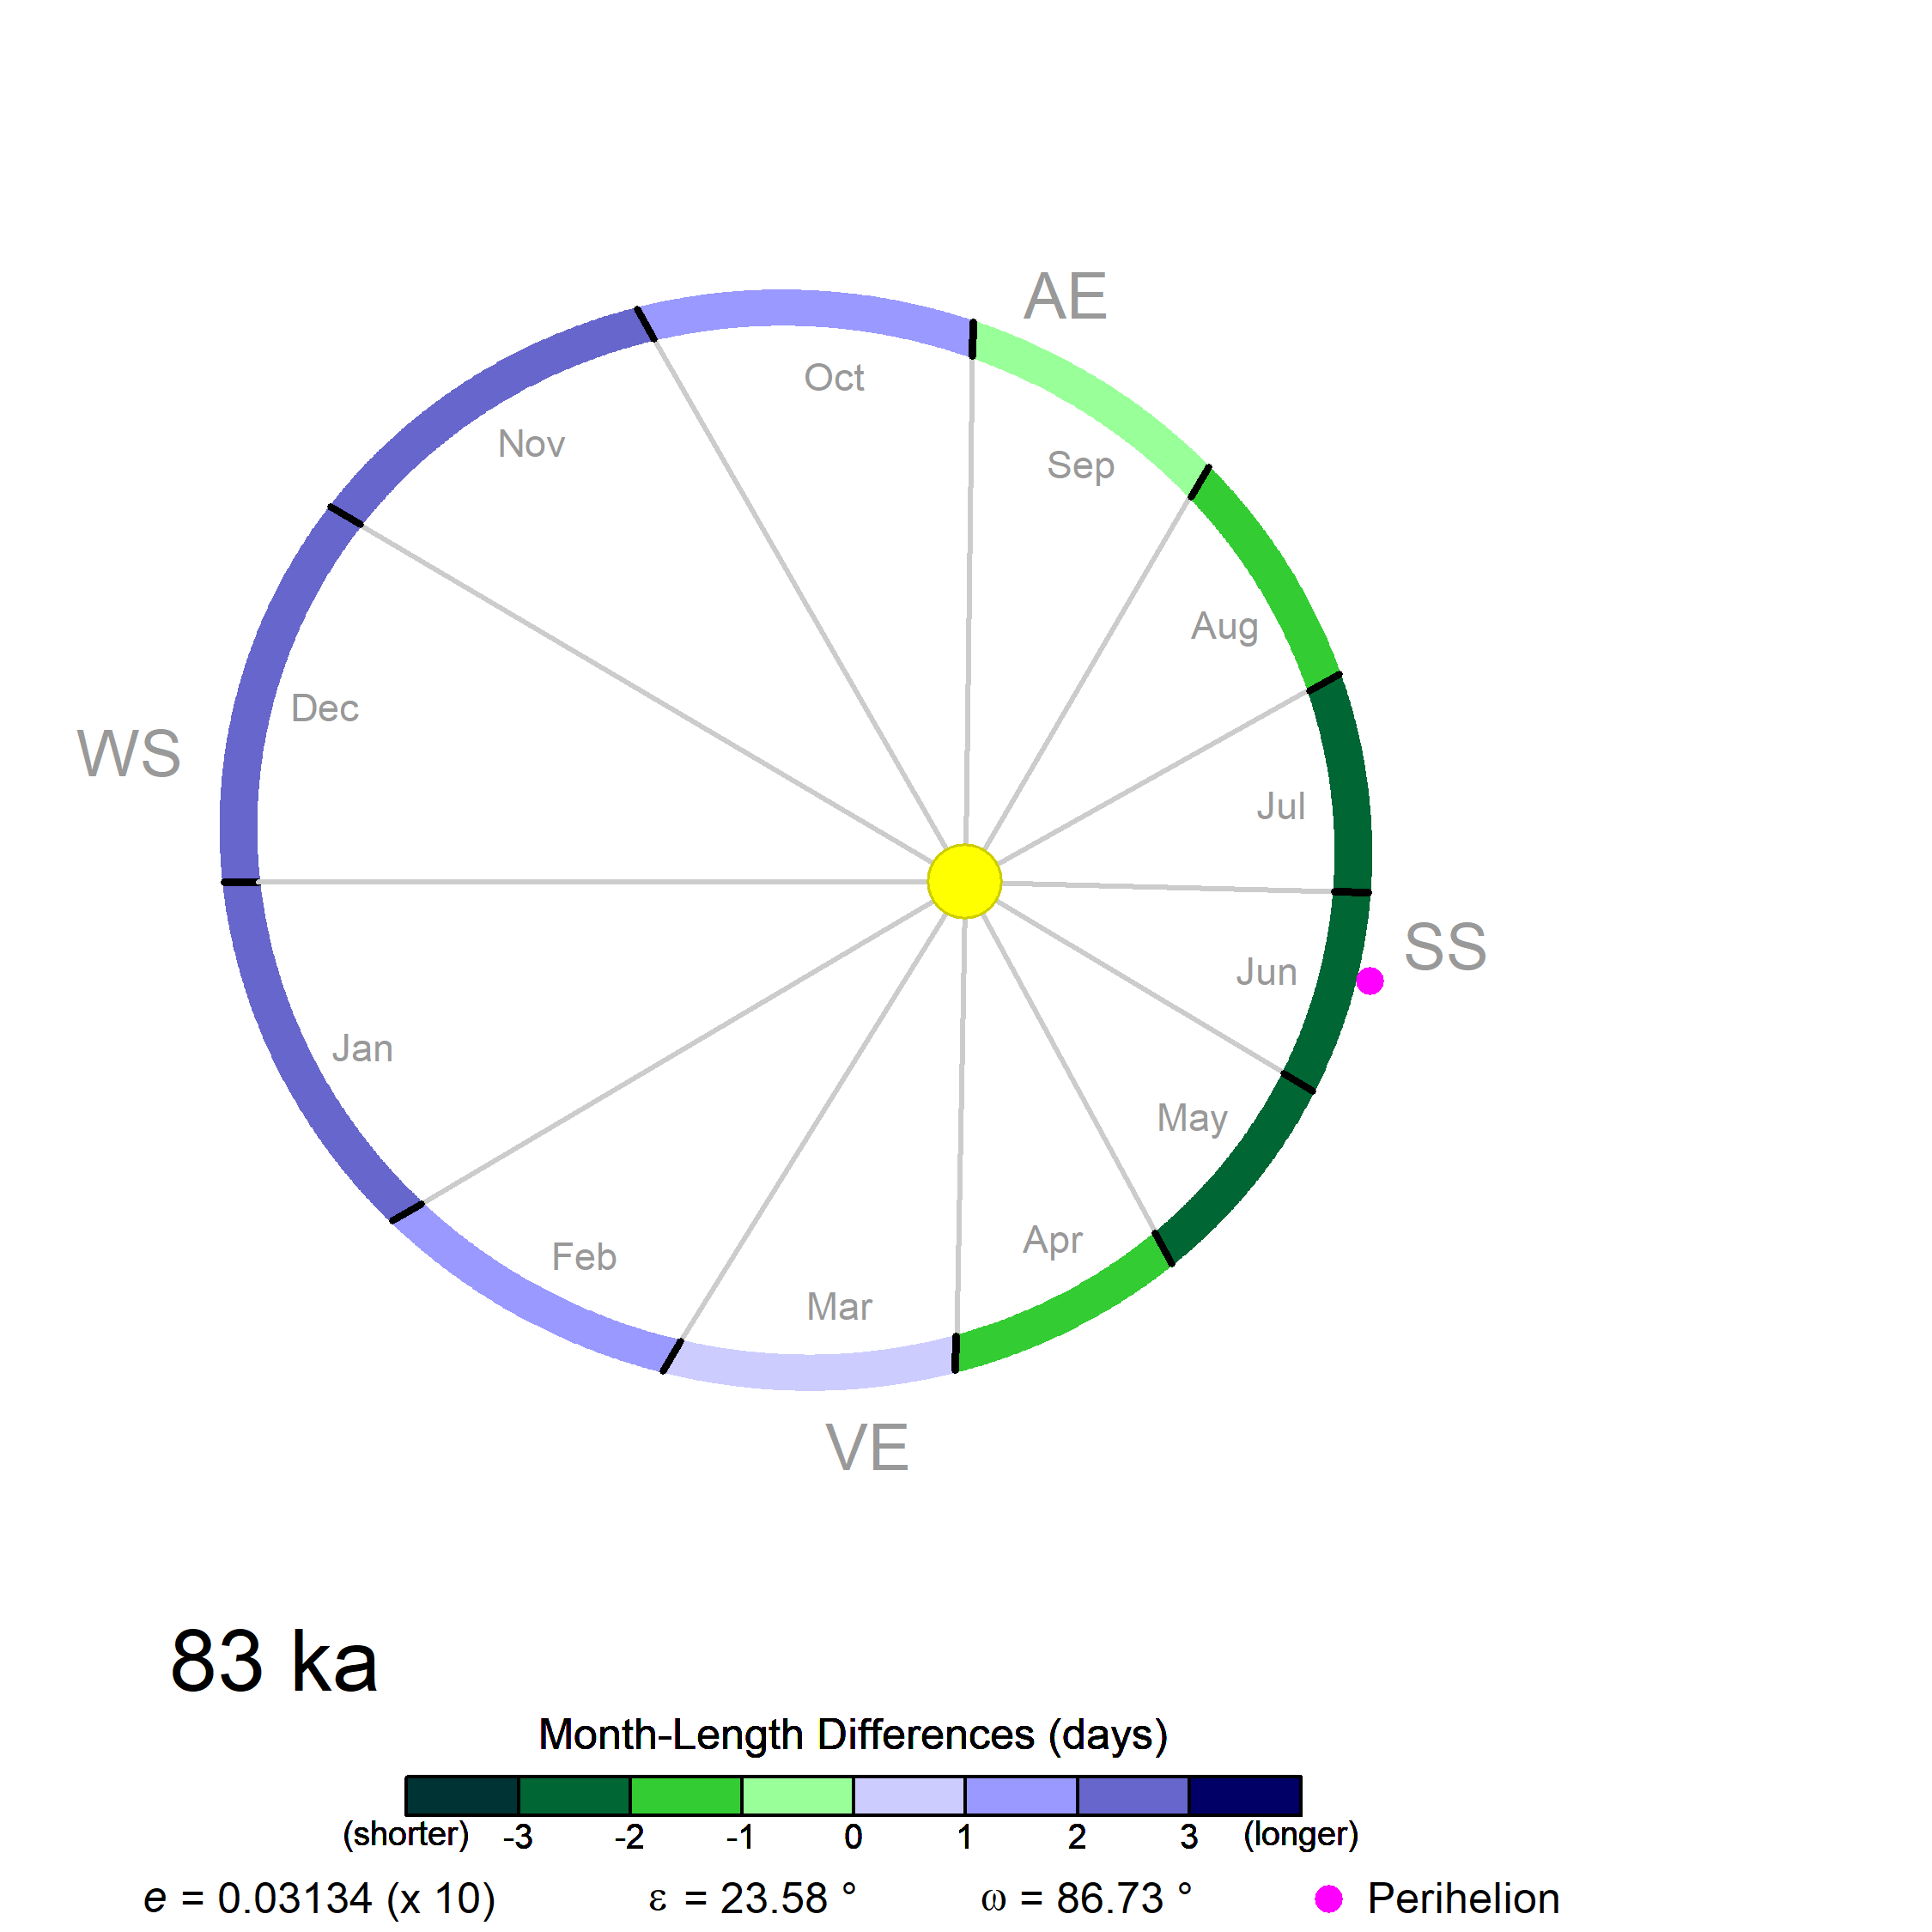 AE
Oct
Nov
Sep
Aug
Dec
WS
Jul
SS
Jun
Jan
May
Apr
Feb
Mar
VE
83 ka
Month-Length Differences (days)
(shorter) -3 -2 -1 0 1 2 3 (longer)
e = 0.03134 (x 10) ε = 23.58 ° ω = 86.73 ° Perihelion